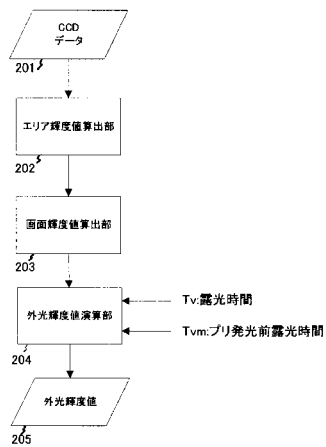 CCD
データ
201
エリア輝度値算出部
202
画面輝度値算出部
203
外光輝度値演算部
Tv:露光時間
Tvm:プリ発光前露光時間
204
外光輝度値
205